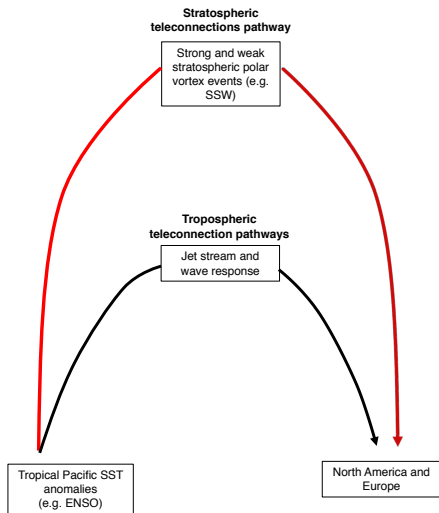 Stratospheric
teleconnections pathway
Strong and weak
stratospheric polar
vortex events (e.g.
SSW)
Tropospheric
teleconnection pathways
Jet stream and
wave response
Tropical Pacific SST
anomalies
(e.g. ENSO)
North America and
Europe